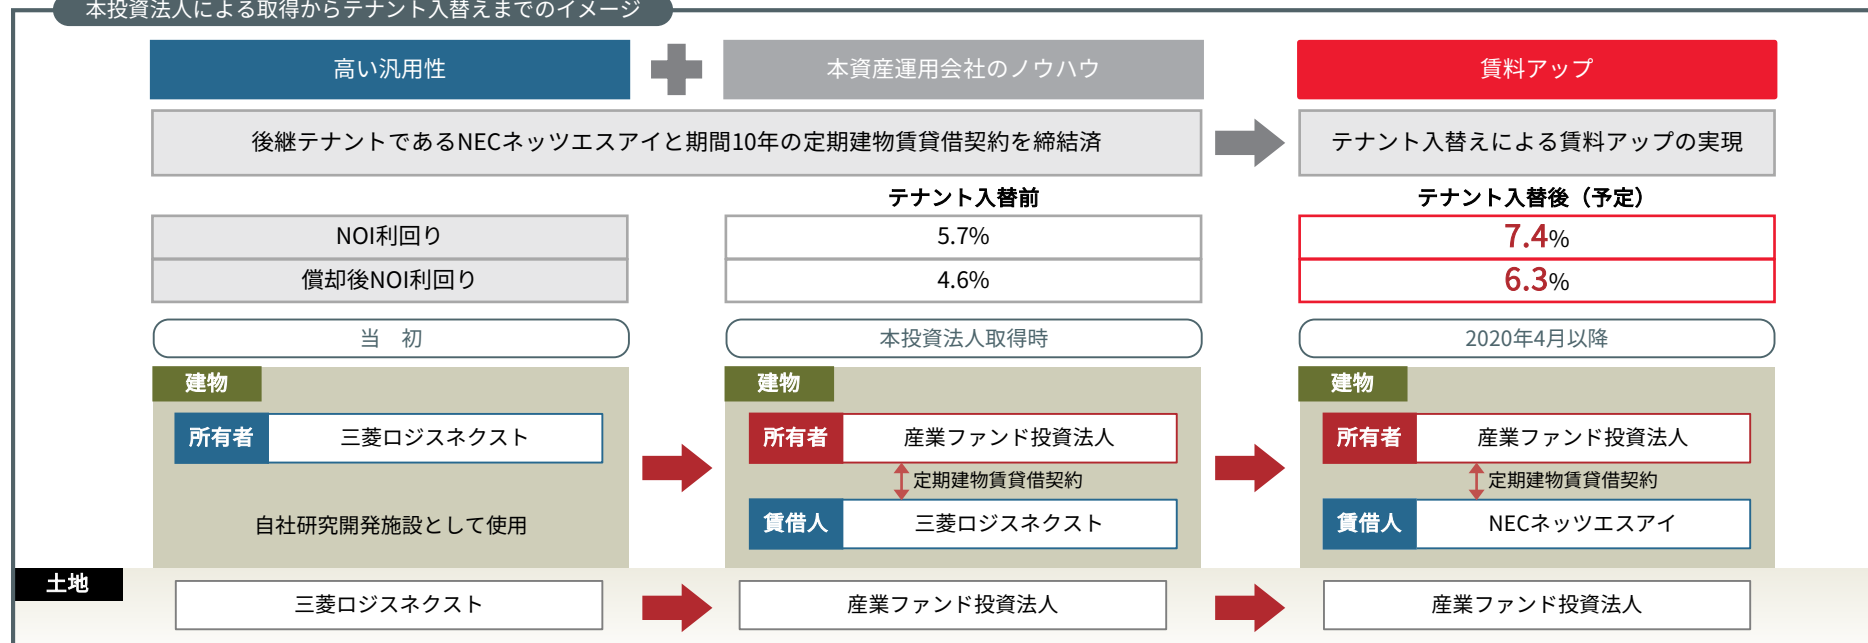 本投資法人による取得からテナント入替えまでのイメージ
高い汎用性
本資産運用会社のノウハウ
賃料アップ
後継テナントであるNECネッツエスアイと期間10年の定期建物賃貸借契約を締結済
テナント入替えによる賃料アップの実現
テナント入替前
テナント入替後（予定）
NOI利回り
5.7%
7.4%
償却後NOI利回り
4.6%
6.3%
当　初
本投資法人取得時
2020年4月以降
建物
建物
建物
所有者
三菱ロジスネクスト
所有者
産業ファンド投資法人
所有者
産業ファンド投資法人
定期建物賃貸借契約
定期建物賃貸借契約
自社研究開発施設として使用
賃借人
三菱ロジスネクスト
賃借人
NECネッツエスアイ
土地
三菱ロジスネクスト
産業ファンド投資法人
産業ファンド投資法人